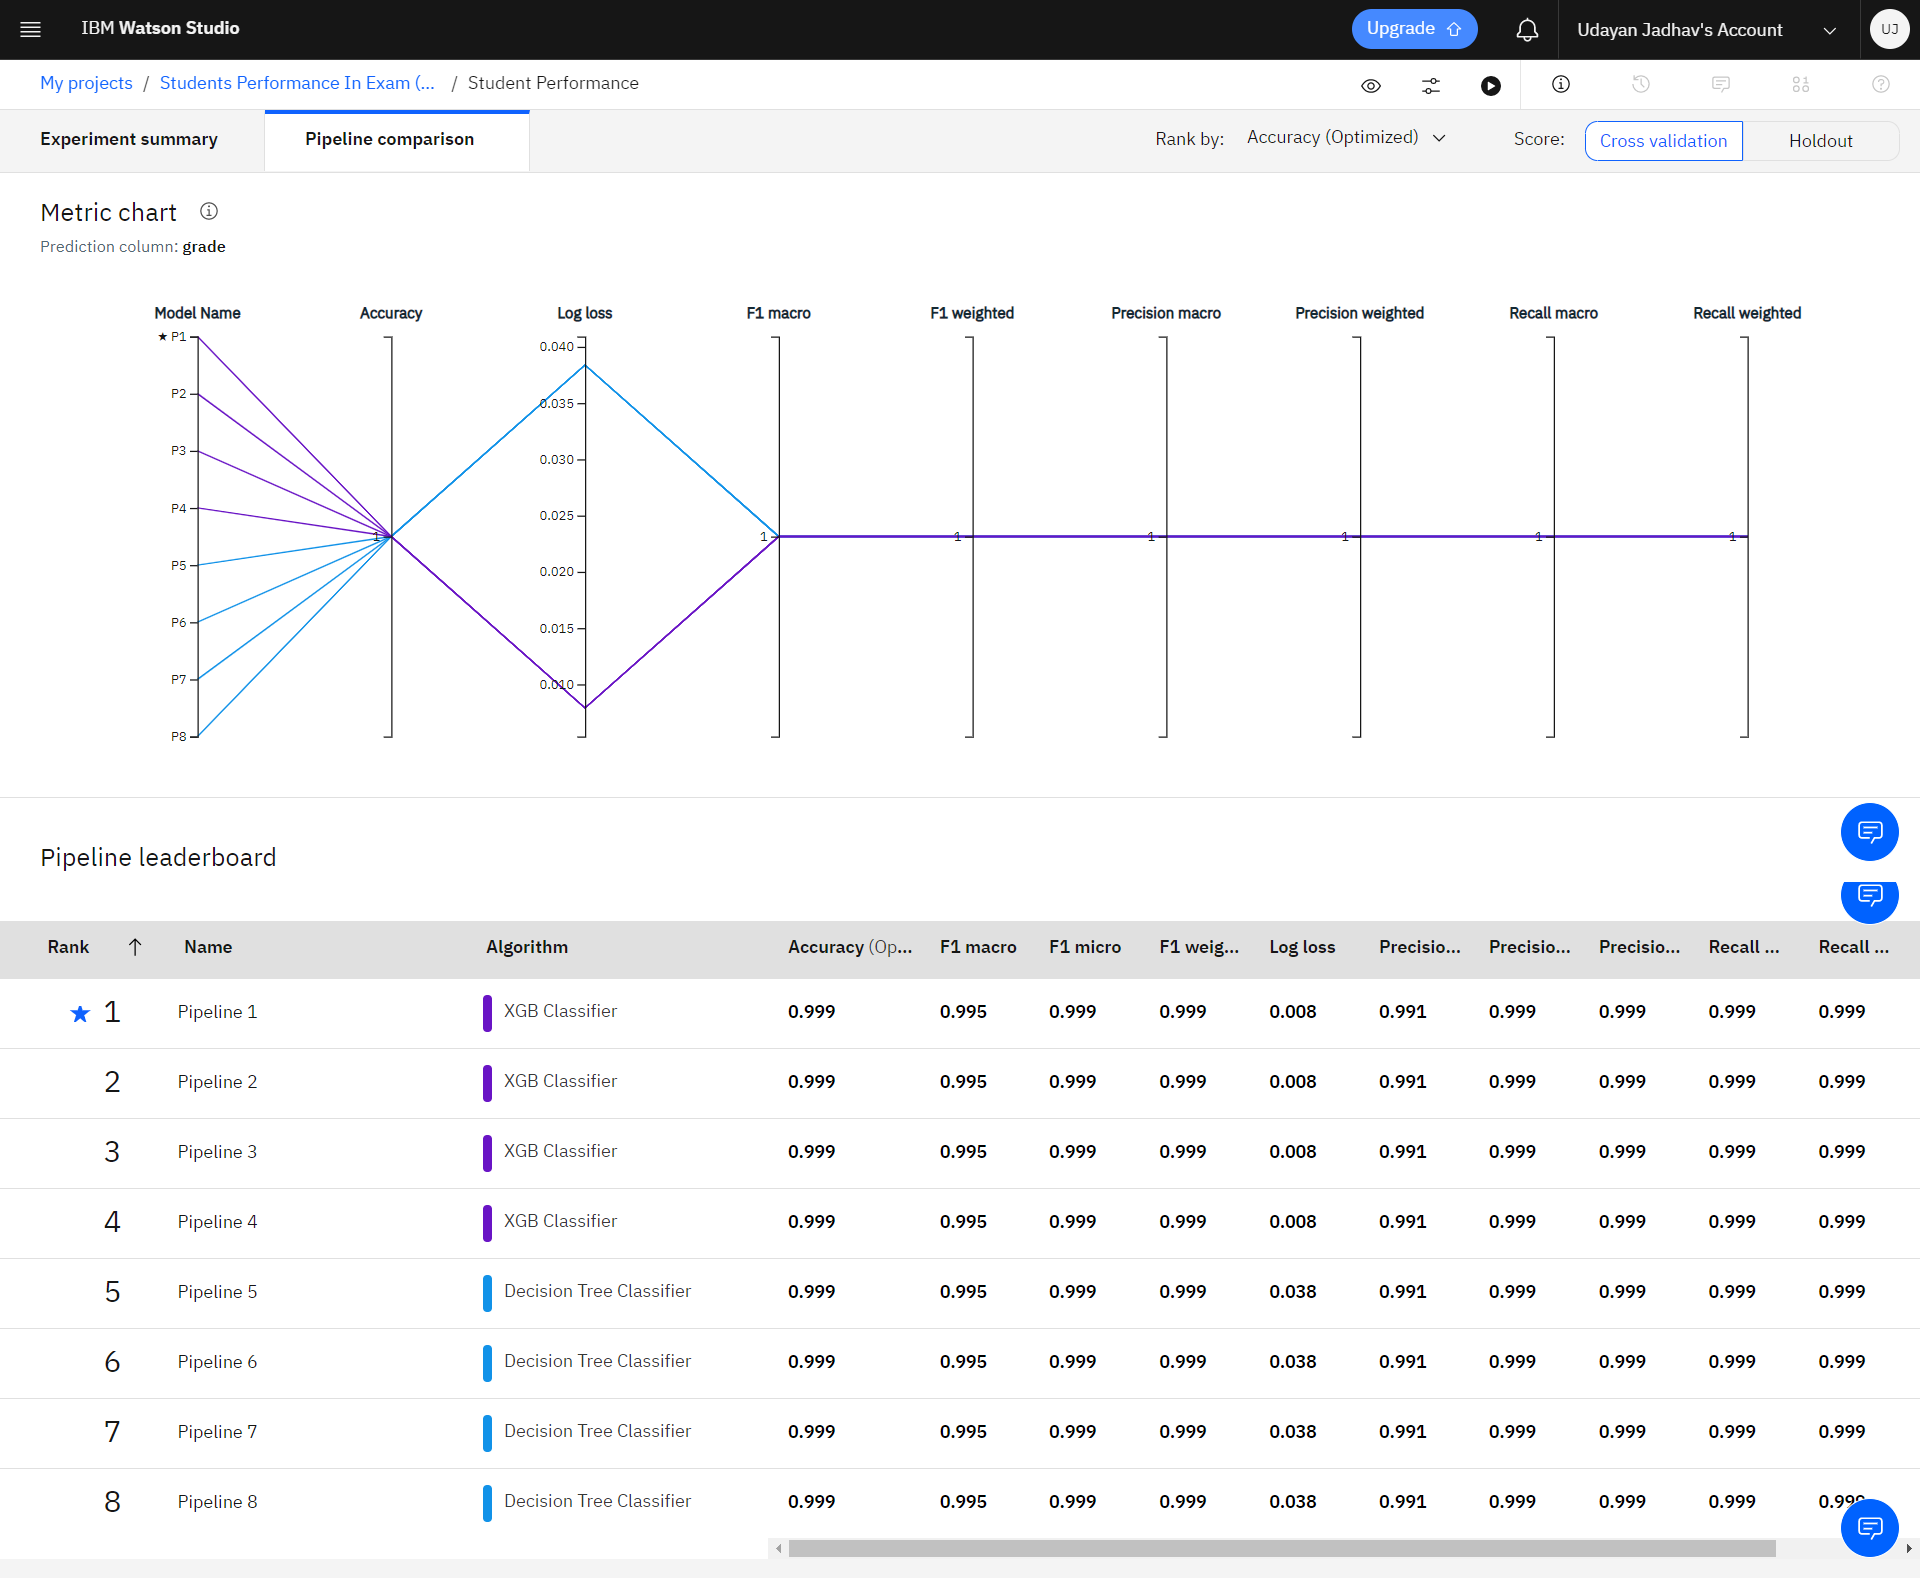 IBM Watson Studio
Upgrade
Udayan Jadhav's Account
UJ
My projects / Students Performance In Exam (... / Student Performance
Experiment summary
Pipeline comparison
Rank by: Accuracy (Optimized)
Score: Cross validation Holdout
Metric chart
Prediction column: grade
Model Name Accuracy Log loss F1 macro F1 weighted Precision macro Precision weighted Recall macro Recall weighted
★ P1
P2
P3
P4
P5
P6
P7
P8
1
0.040
0.035
0.030
0.025
0.020
0.015
0.010
1 1 1 1 1 1
Pipeline leaderboard
Rank Name Algorithm Accuracy (Op... F1 macro F1 micro F1 weig... Log loss Precisio... Precisio... Precisio... Recall ... Recall ...
★ 1 Pipeline 1 XGB Classifier 0.999 0.995 0.999 0.999 0.008 0.991 0.999 0.999 0.999 0.999
2 Pipeline 2 XGB Classifier 0.999 0.995 0.999 0.999 0.008 0.991 0.999 0.999 0.999 0.999
3 Pipeline 3 XGB Classifier 0.999 0.995 0.999 0.999 0.008 0.991 0.999 0.999 0.999 0.999
4 Pipeline 4 XGB Classifier 0.999 0.995 0.999 0.999 0.008 0.991 0.999 0.999 0.999 0.999
5 Pipeline 5 Decision Tree Classifier 0.999 0.995 0.999 0.999 0.038 0.991 0.999 0.999 0.999 0.999
6 Pipeline 6 Decision Tree Classifier 0.999 0.995 0.999 0.999 0.038 0.991 0.999 0.999 0.999 0.999
7 Pipeline 7 Decision Tree Classifier 0.999 0.995 0.999 0.999 0.038 0.991 0.999 0.999 0.999 0.999
8 Pipeline 8 Decision Tree Classifier 0.999 0.995 0.999 0.999 0.038 0.991 0.999 0.999 0.999 0.999